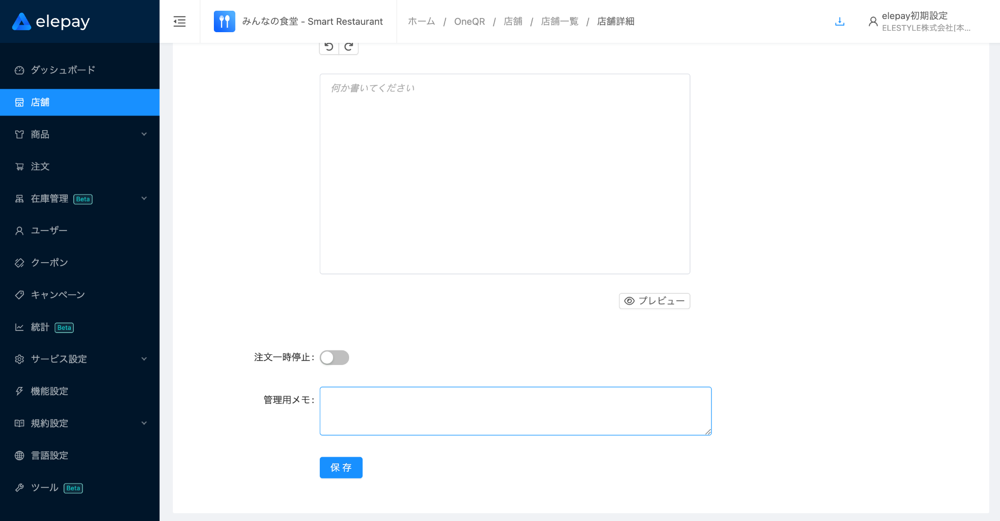 elepay
みんなの食堂 - Smart Restaurant
ホーム / OneQR / 店舗 / 店舗一覧 / 店舗詳細
elepay初期設定
ELESTYLE株式会社[本...
ダッシュボード
店舗
商品
注文
在庫管理 Beta
ユーザー
クーポン
キャンペーン
統計 Beta
サービス設定
機能設定
規約設定
言語設定
ツール Beta
何か書いてください
プレビュー
注文一時停止:
管理用メモ:
保存